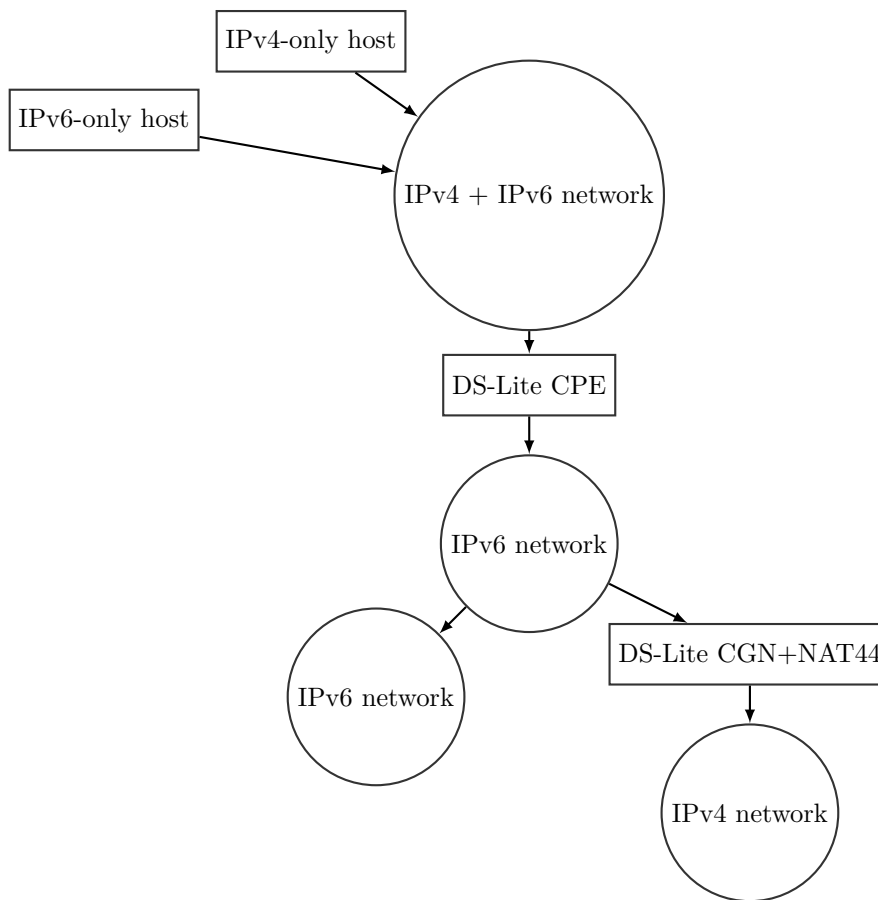 IPv4-only host
IPv6-only host
IPv4 + IPv6 network
DS-Lite CPE
IPv6 network
DS-Lite CGN+NAT44
IPv6 network
IPv4 network